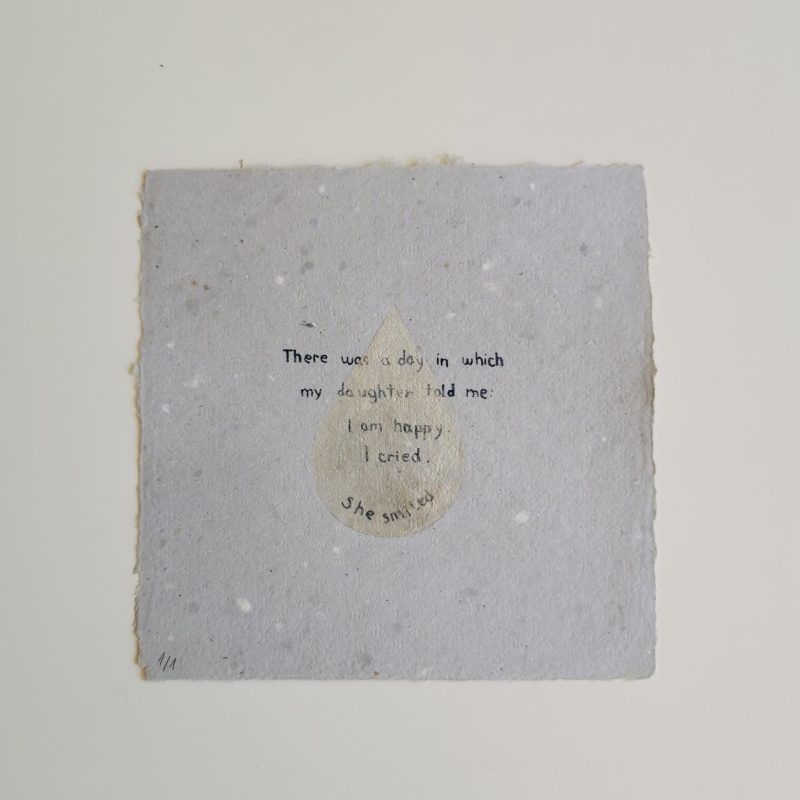 There was a day in which
my daughter told me:
I am happy.
I cried.
She smiled
1/1